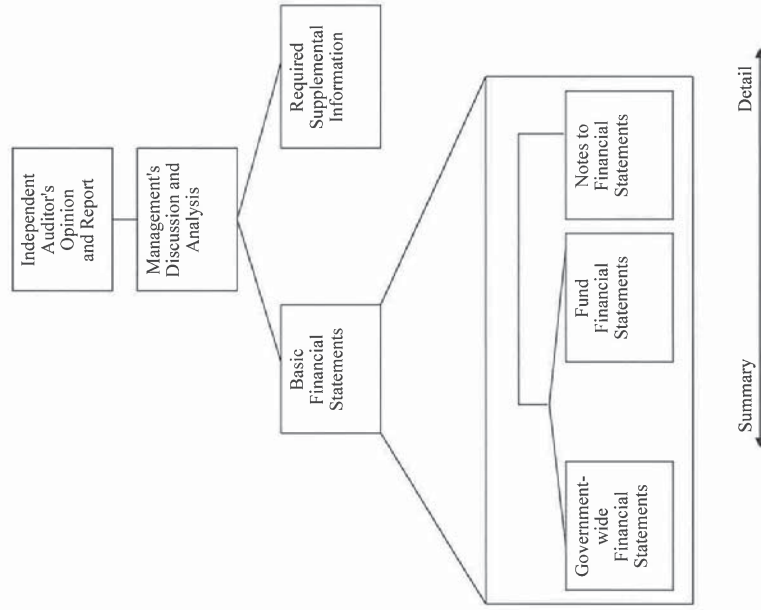 Independent
Auditor's
Opinion
and Report
Management's
Discussion and
Analysis
Basic
Financial
Statements
Required
Supplemental
Information
Government-
wide
Financial
Statements
Fund
Financial
Statements
Notes to
Financial
Statements
Summary
Detail